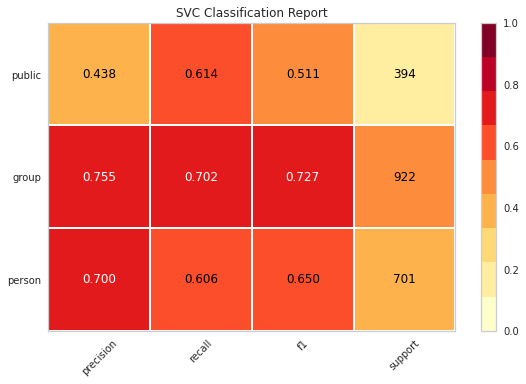 SVC Classification Report
public 0.438 0.614 0.511 394
group 0.755 0.702 0.727 922
person 0.700 0.606 0.650 701
precision recall f1 support
1.0
0.8
0.6
0.4
0.2
0.0